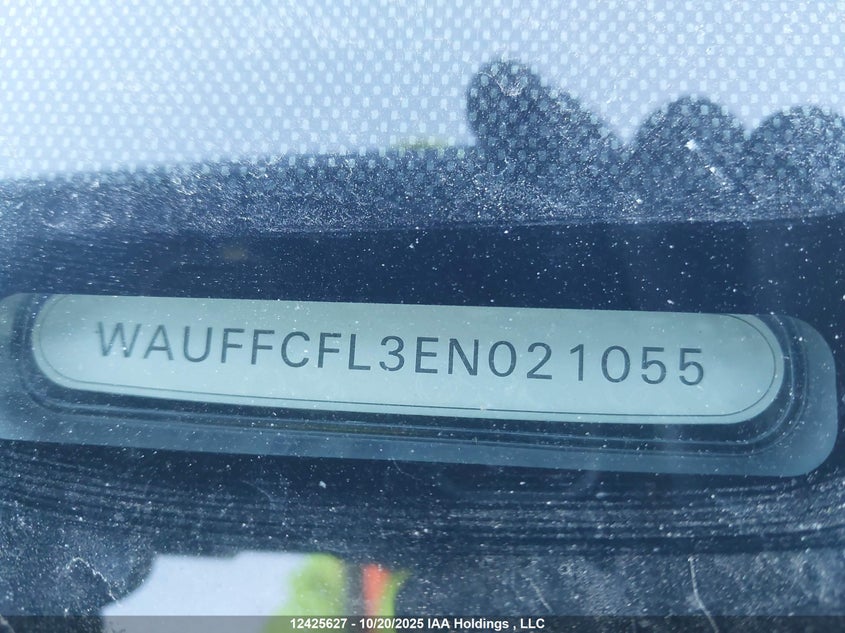 WAUFFCFL3EN021055
12425627 - 10/20/2025 IAA Holdings , LLC